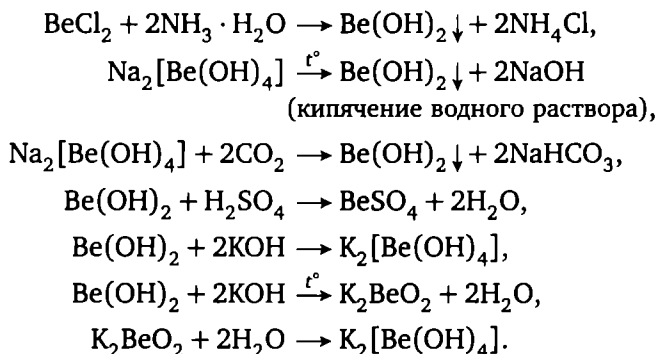 BeCl₂ + 2NH₃ · H₂O ⟶ Be(OH)₂↓ + 2NH₄Cl,
Na₂[Be(OH)₄] —t°→ Be(OH)₂↓ + 2NaOH
(кипячение водного раствора),
Na₂[Be(OH)₄] + 2CO₂ ⟶ Be(OH)₂↓ + 2NaHCO₃,
Be(OH)₂ + H₂SO₄ ⟶ BeSO₄ + 2H₂O,
Be(OH)₂ + 2KOH ⟶ K₂[Be(OH)₄],
Be(OH)₂ + 2KOH —t°→ K₂BeO₂ + 2H₂O,
K₂BeO₂ + 2H₂O ⟶ K₂[Be(OH)₄].